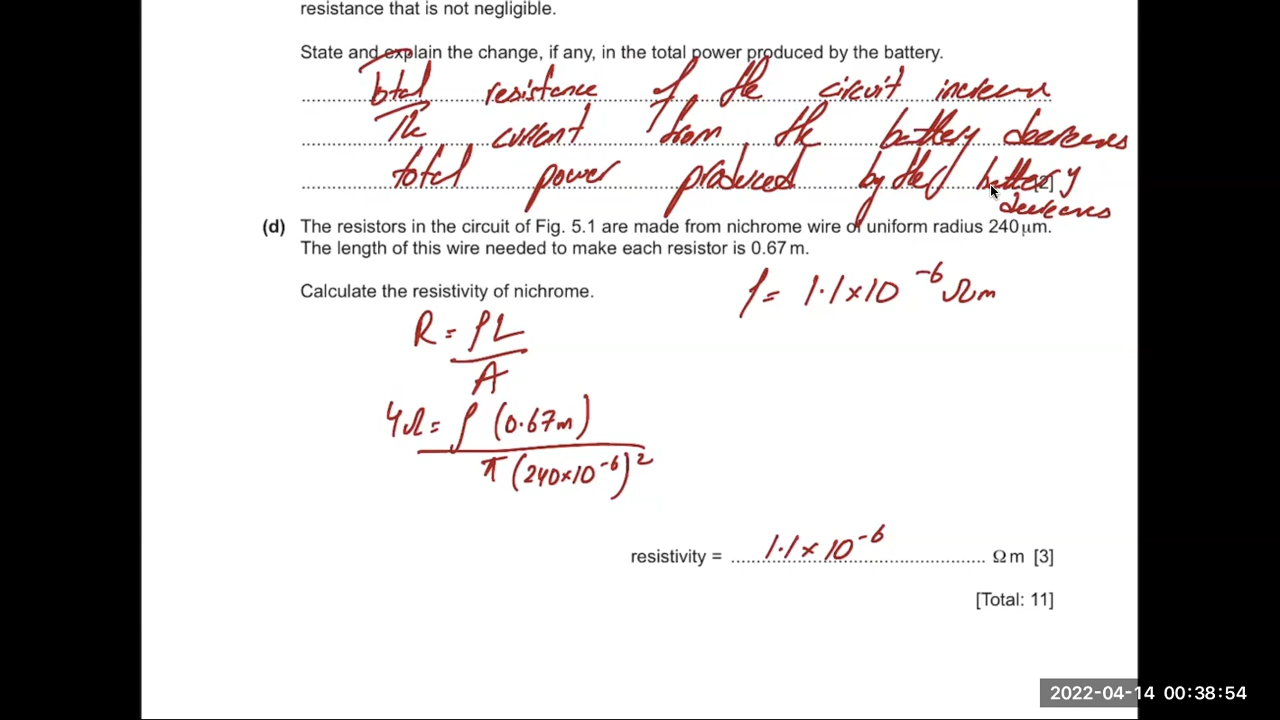 resistance that is not negligible.
State and explain the change, if any, in the total power produced by the battery.
Total resistance of the circuit increases
The current from the battery decreases
total power produced by the battery [2]
decreases
(d) The resistors in the circuit of Fig. 5.1 are made from nichrome wire of uniform radius 240 μm.
The length of this wire needed to make each resistor is 0.67 m.
ρ = 1.1×10⁻⁶ Ωm
Calculate the resistivity of nichrome.
R = ρL
A
4Ω = ρ (0.67m)
π (240×10⁻⁶)²
resistivity = 1.1×10⁻⁶ Ω m [3]
[Total: 11]
2022-04-14 00:38:54